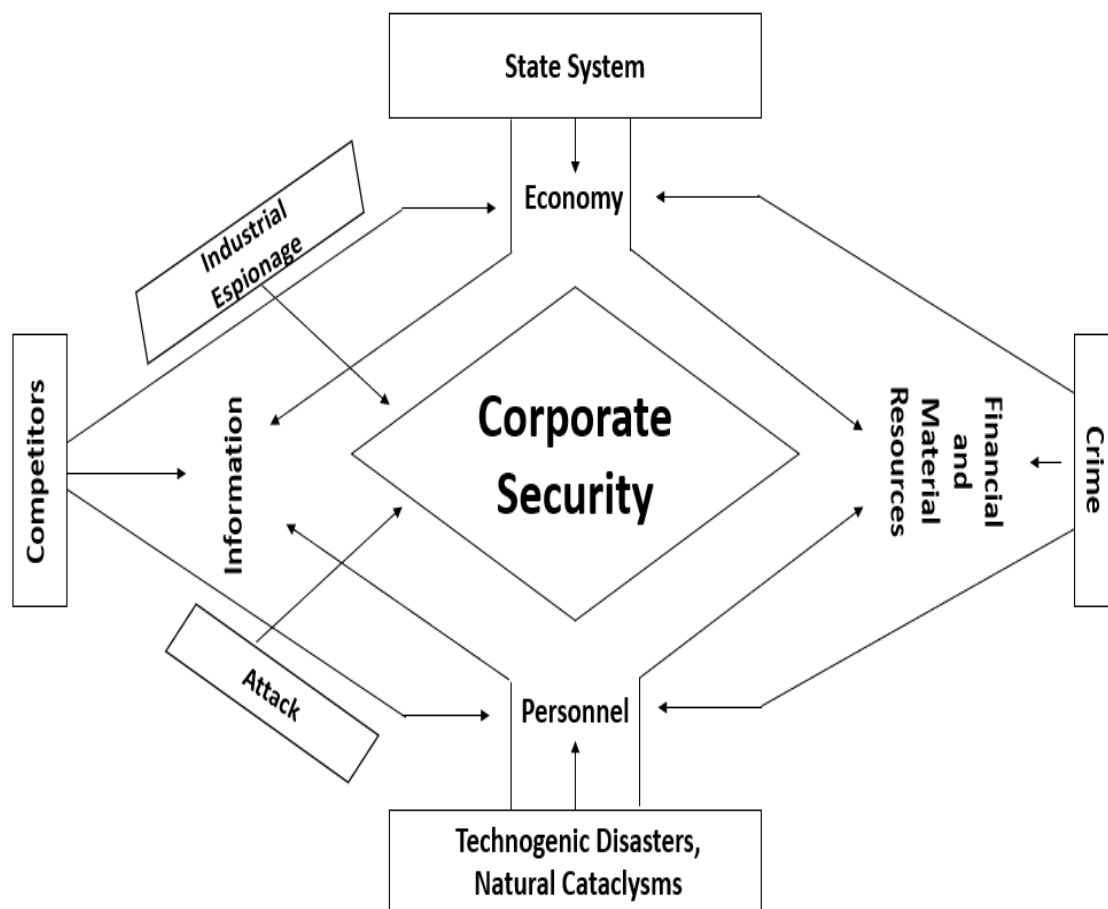 State System
Economy
Industrial
Espionage
Competitors
Information
Corporate
Security
Financial
and
Material
Resources
Crime
Attack
Personnel
Technogenic Disasters,
Natural Cataclysms